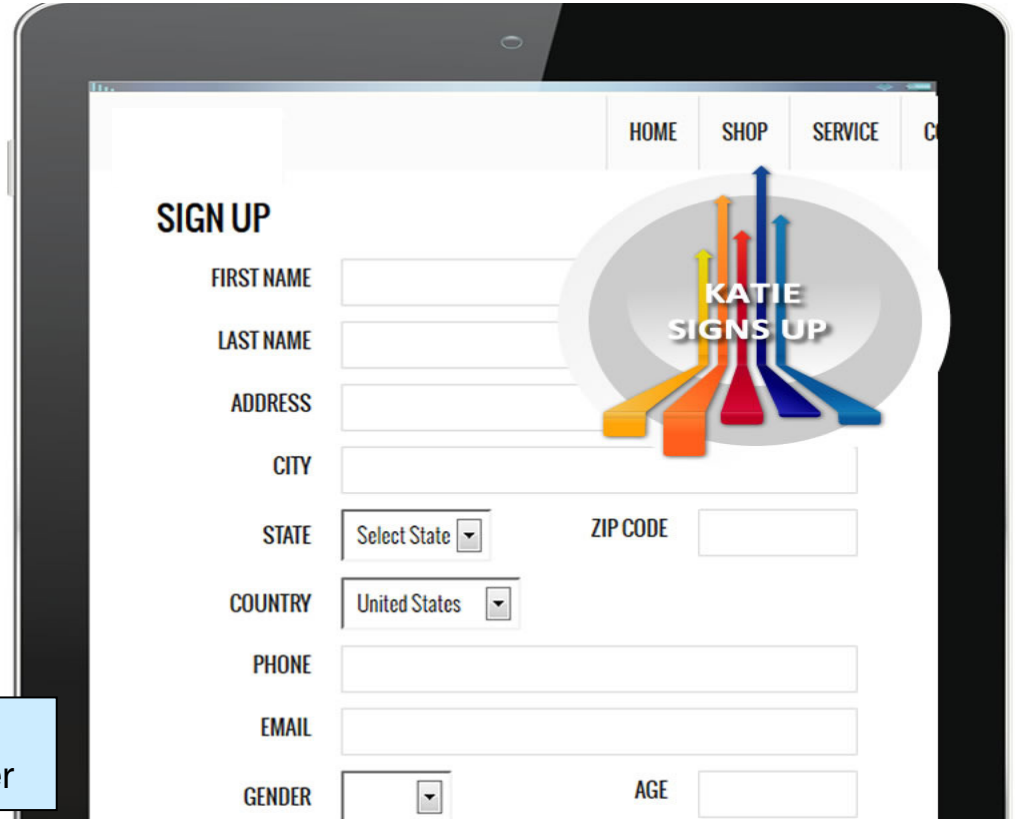 HOME SHOP SERVICE
SIGN UP
FIRST NAME
LAST NAME
KATIE
SIGNS UP
ADDRESS
CITY
STATE Select State ZIP CODE
COUNTRY United States
PHONE
EMAIL
GENDER AGE